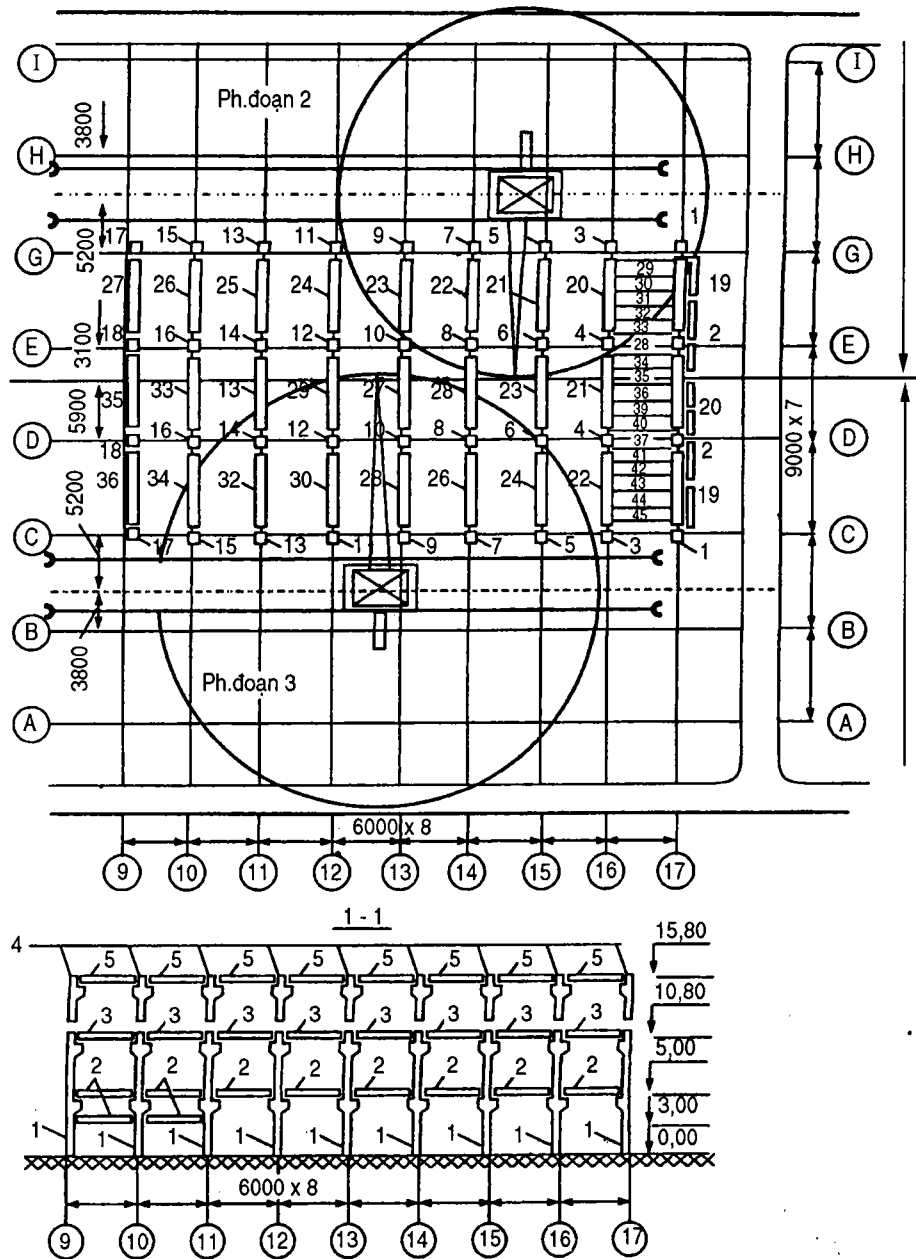 I I
Ph.đoạn 2
3800
H H
1
17 15 13 11 9 7 5 3
G G
5200
27 26 25 24 23 22 21 20 29 19
30
31
32
33
18 16 14 12 10 8 6 4 28 2
E E
3100
34
35
35 33 13 29 27 28 23 21 36 20
5900
39
40
16 14 12 10 8 6 4 37
D D
18 2
41
36 34 32 30 28 26 24 22 42 19
43
44
45
5200
9000 x 7
C C
17 15 13 1 9 7 5 3 1
B B
3800
Ph.đoạn 3
A A
6000 x 8
9 10 11 12 13 14 15 16 17
1 - 1
4 15,80
5 5 5 5 5 5 5 5
10,80
3 3 3 3 3 3 3 3
5,00
2 2 2 2 2 2 2 2
3,00
1 1 1 1 1 1 1 1 1
0,00
6000 x 8
9 10 11 12 13 14 15 16 17